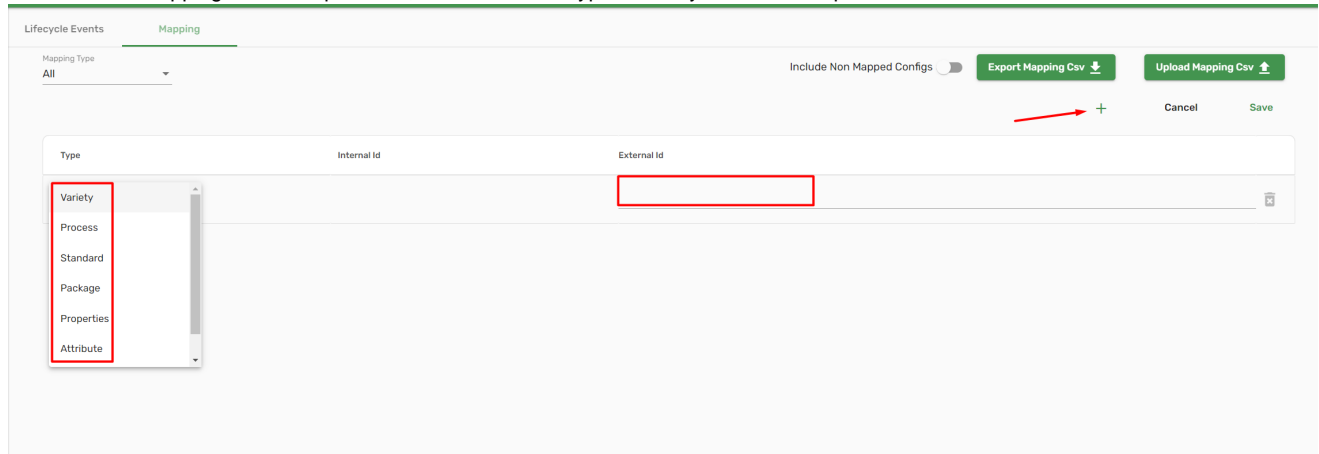 Lifecycle Events Mapping
Mapping Type
All
Include Non Mapped Configs Export Mapping Csv Upload Mapping Csv
+ Cancel Save
Type Internal Id External Id
Variety
Process
Standard
Package
Properties
Attribute